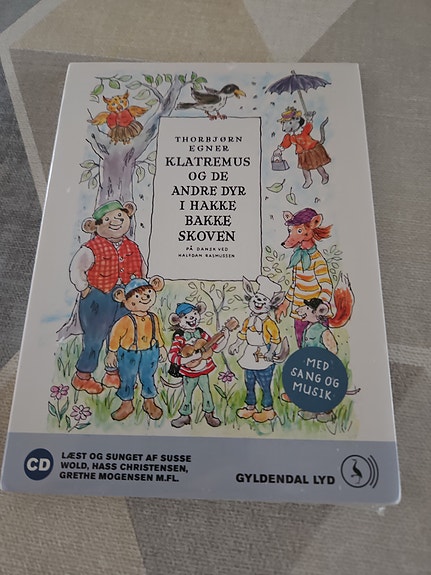 THORBJØRN
EGNER
KLATREMUS
OG DE
ANDRE DYR
I HAKKE
BAKKE
SKOVEN
PÅ DANSK VED
HALFDAN RASMUSSEN
MED
SANG OG
MUSIK
CD
LÆST OG SUNGET AF SUSSE
WOLD, HASS CHRISTENSEN,
GRETHE MOGENSEN M.FL.
GYLDENDAL LYD